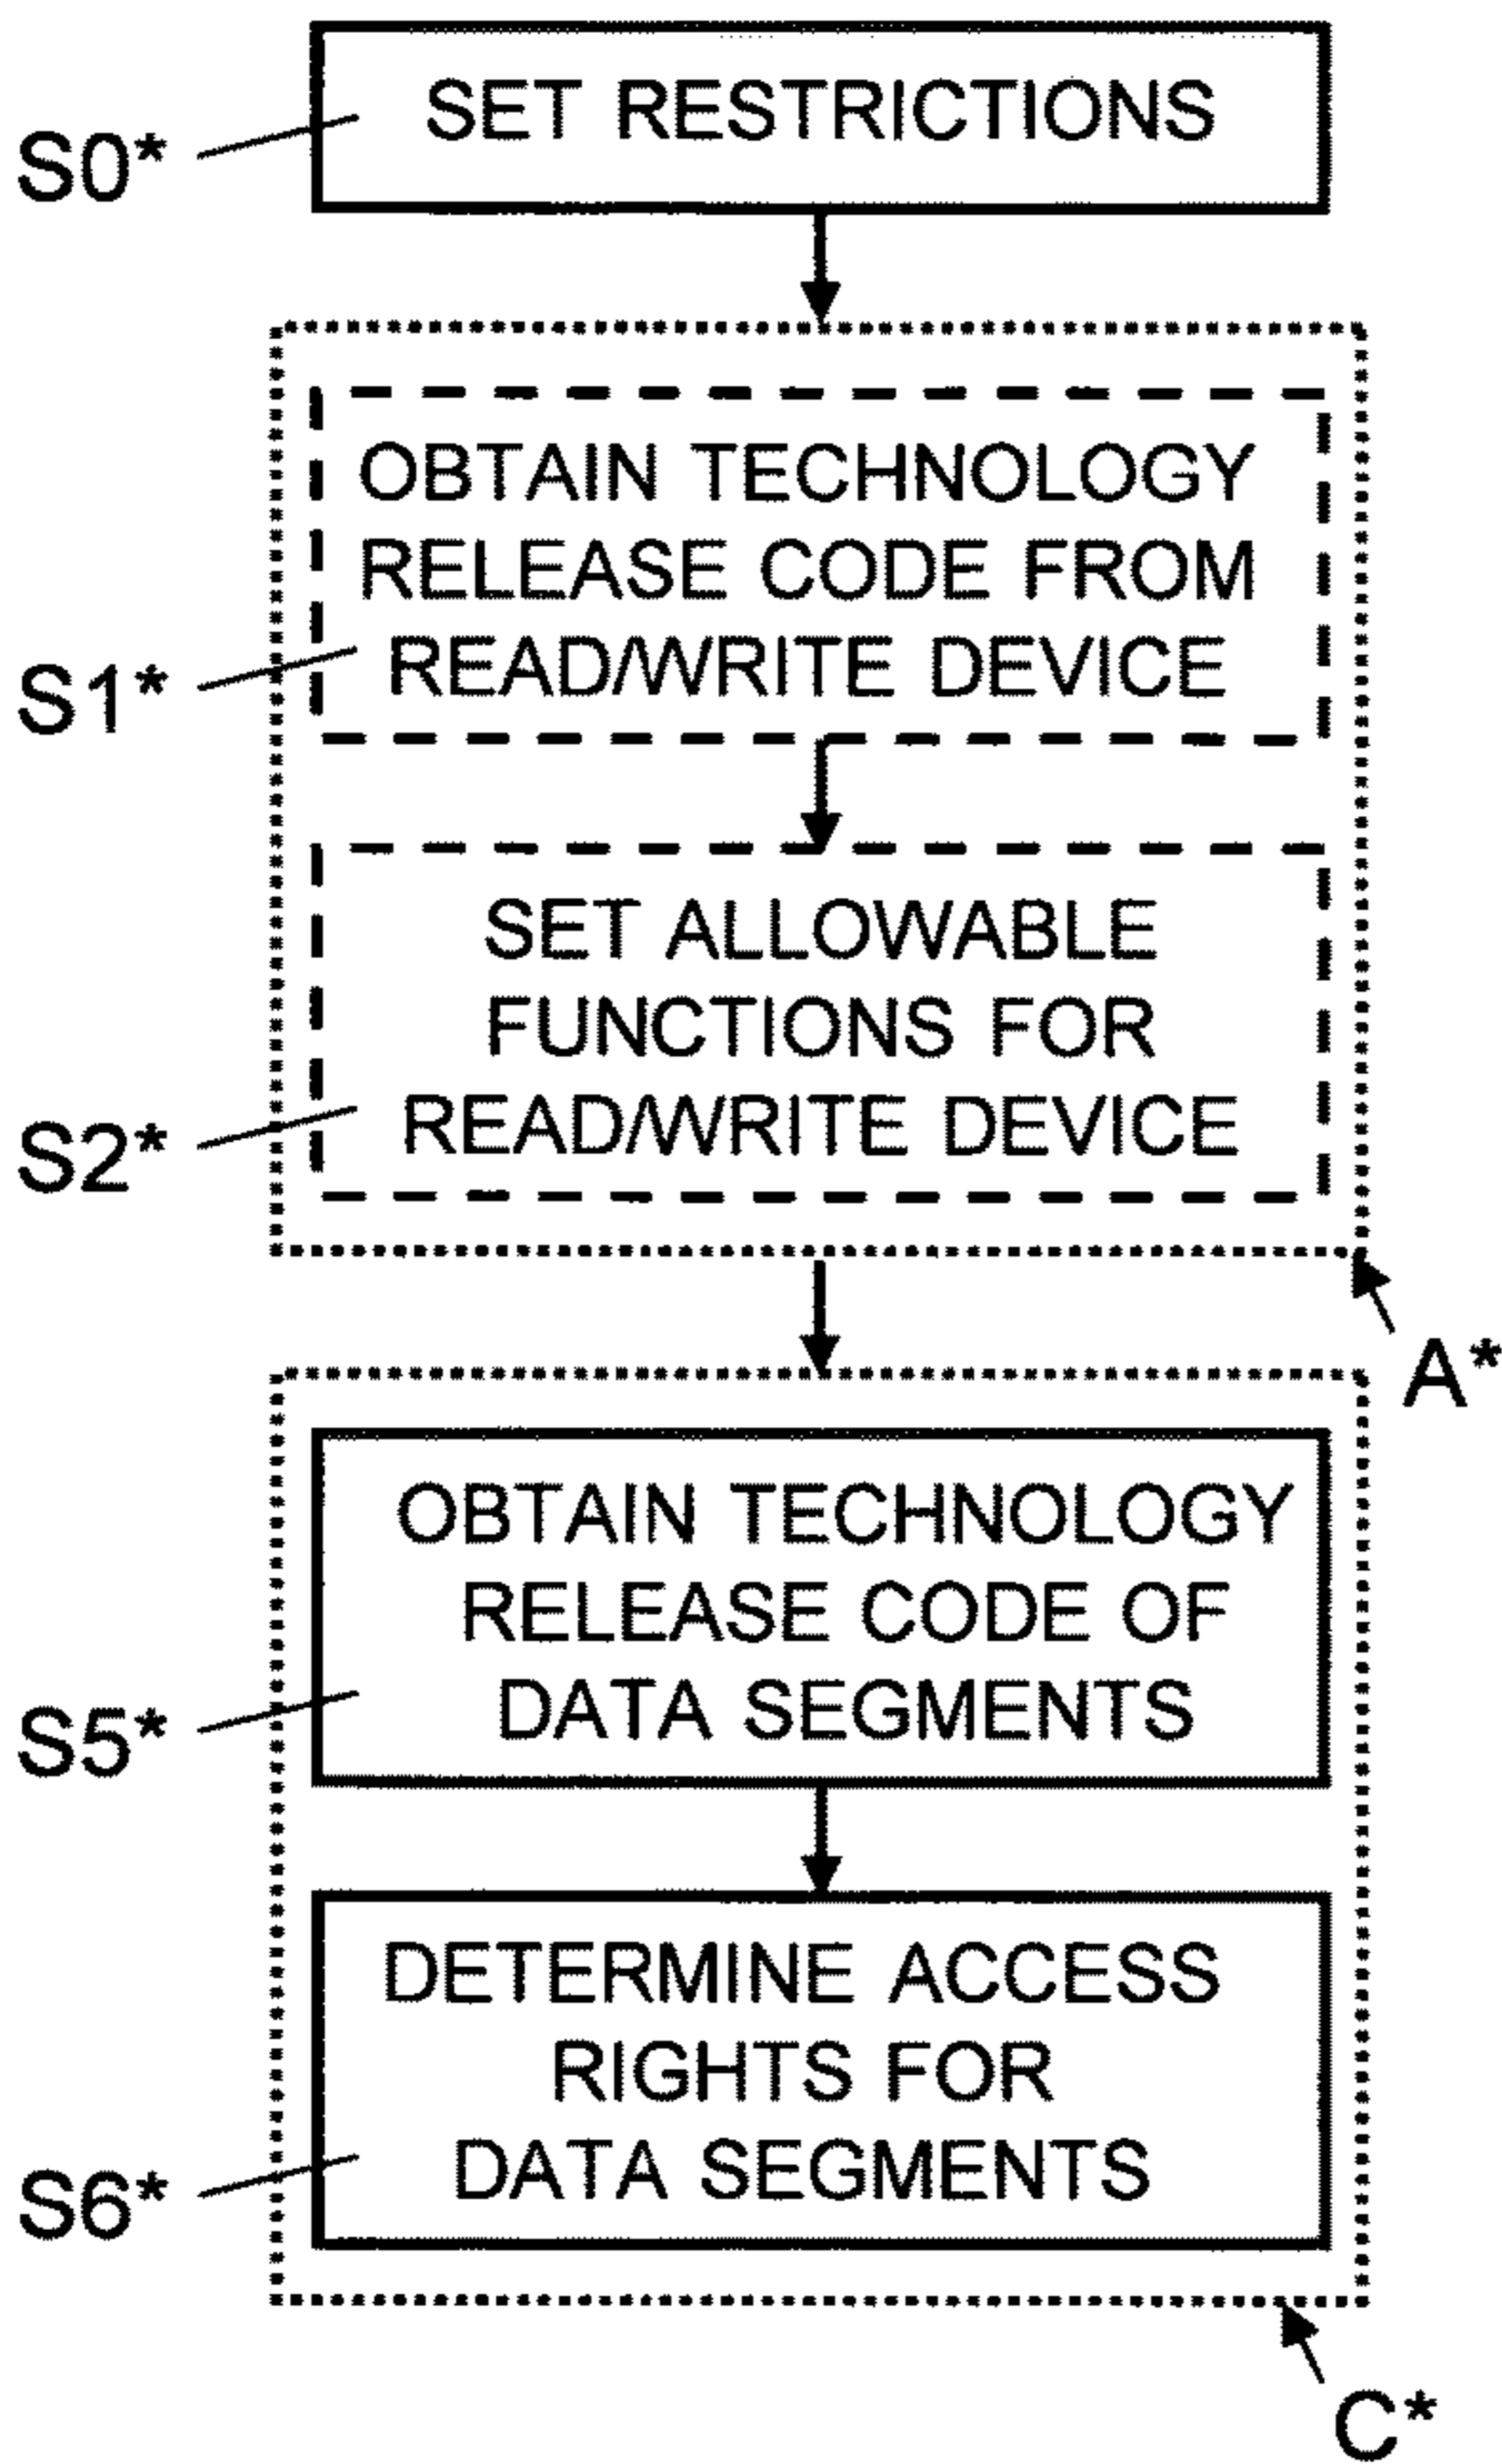 SET RESTRICTIONS
S0*
OBTAIN TECHNOLOGY
RELEASE CODE FROM
READ/WRITE DEVICE
S1*
SET ALLOWABLE
FUNCTIONS FOR
READ/WRITE DEVICE
S2*
A*
OBTAIN TECHNOLOGY
RELEASE CODE OF
DATA SEGMENTS
S5*
DETERMINE ACCESS
RIGHTS FOR
DATA SEGMENTS
S6*
C*